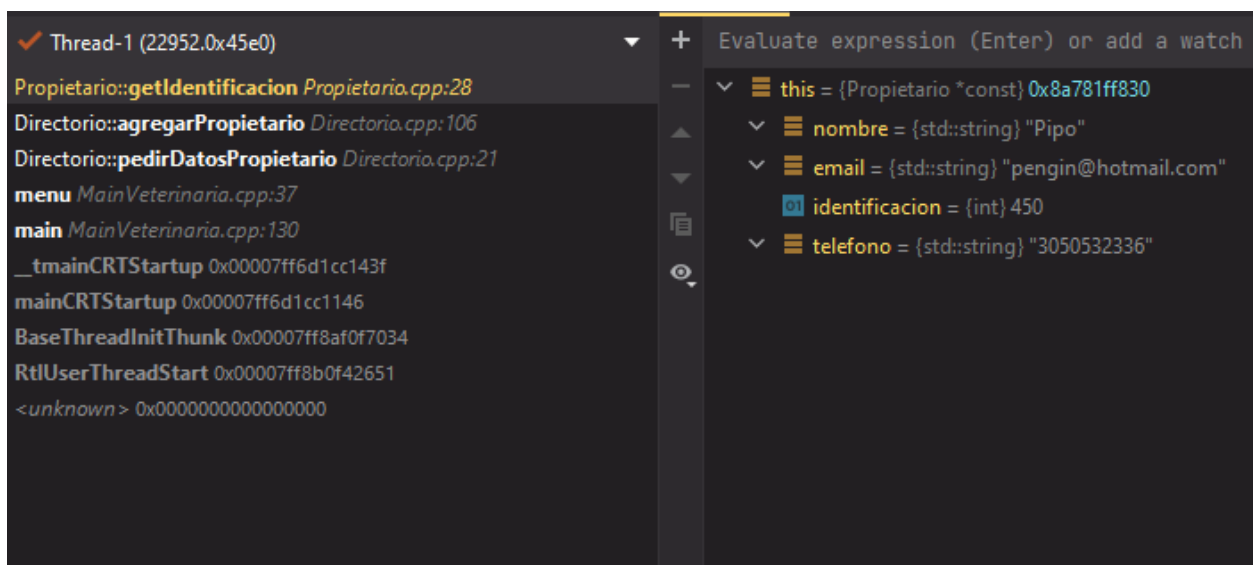 Thread-1 (22952.0x45e0)
Propietario::getIdentificacion Propietario.cpp:28
Directorio::agregarPropietario Directorio.cpp:106
Directorio::pedirDatosPropietario Directorio.cpp:21
menu MainVeterinaria.cpp:37
main MainVeterinaria.cpp:130
__tmainCRTStartup 0x00007ff6d1cc143f
mainCRTStartup 0x00007ff6d1cc1146
BaseThreadInitThunk 0x00007ff8af0f7034
RtlUserThreadStart 0x00007ff8b0f42651
<unknown> 0x0000000000000000
Evaluate expression (Enter) or add a watch
this = {Propietario *const} 0x8a781ff830
nombre = {std::string} "Pipo"
email = {std::string} "pengin@hotmail.com"
01 identificacion = {int} 450
telefono = {std::string} "3050532336"